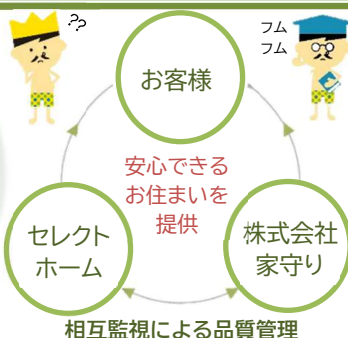 ??
フム
フム
お客様
安心できる
お住まいを
提供
セレクト
ホーム
株式会社
家守り
相互監視による品質管理